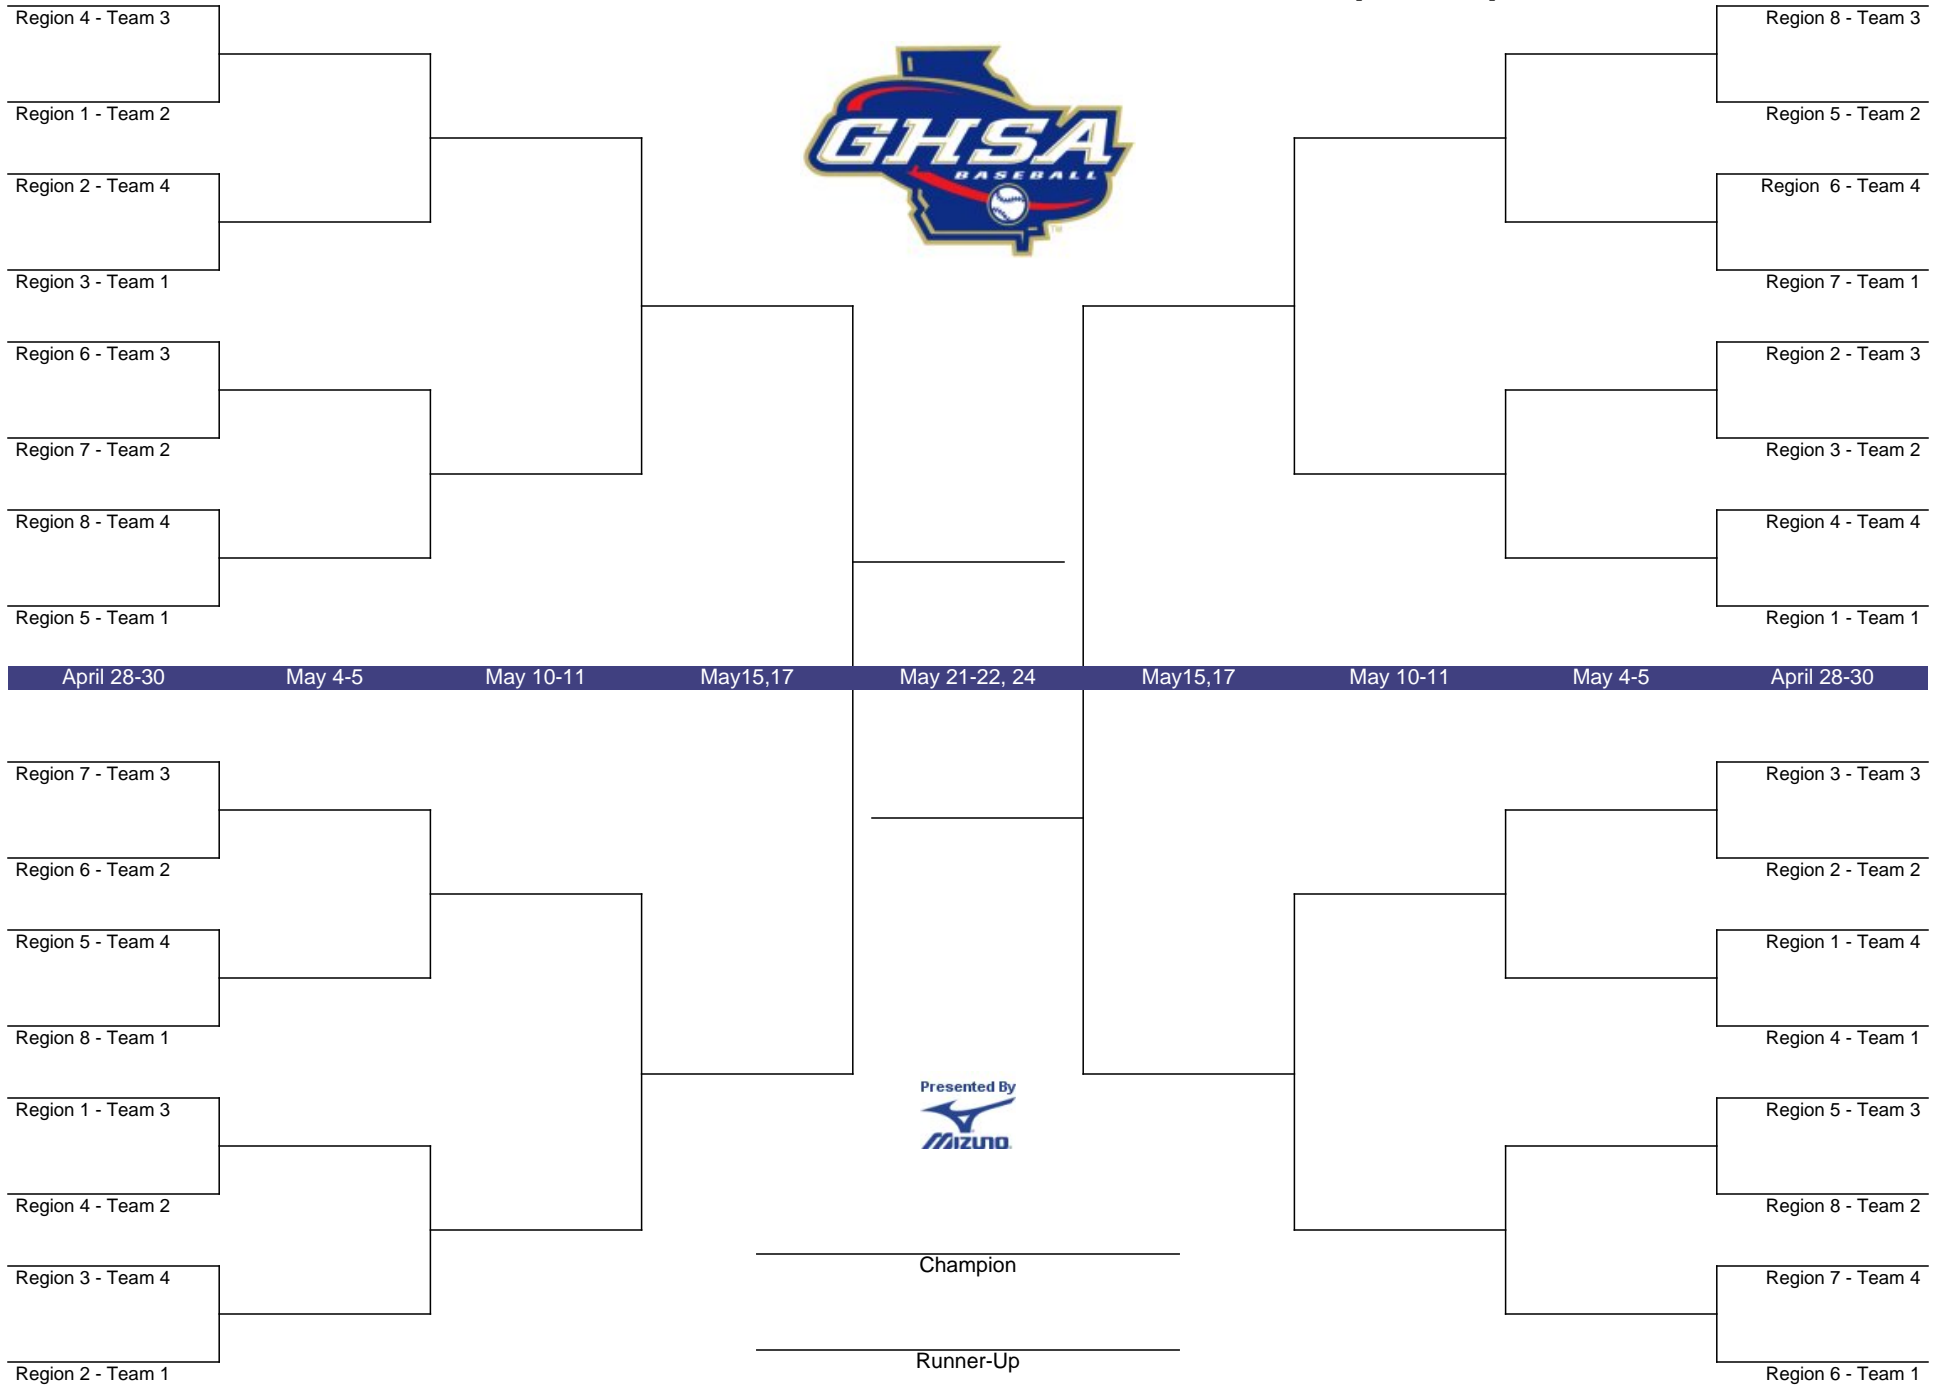 Region 4 - Team 3
Region 8 - Team 3
Region 1 - Team 2
Region 5 - Team 2
GHSA
BASEBALL
TM
Region 2 - Team 4
Region  6 - Team 4
Region 3 - Team 1
Region 7 - Team 1
Region 6 - Team 3
Region 2 - Team 3
Region 7 - Team 2
Region 3 - Team 2
Region 8 - Team 4
Region 4 - Team 4
Region 5 - Team 1
Region 1 - Team 1
April 28-30 May 4-5 May 10-11 May15,17 May 21-22, 24 May15,17 May 10-11 May 4-5 April 28-30
Region 7 - Team 3
Region 3 - Team 3
Region 6 - Team 2
Region 2 - Team 2
Region 5 - Team 4
Region 1 - Team 4
Region 8 - Team 1
Region 4 - Team 1
Presented By
MIZUNO
Region 1 - Team 3
Region 5 - Team 3
Region 4 - Team 2
Region 8 - Team 2
Champion
Region 3 - Team 4
Region 7 - Team 4
Runner-Up
Region 2 - Team 1
Region 6 - Team 1